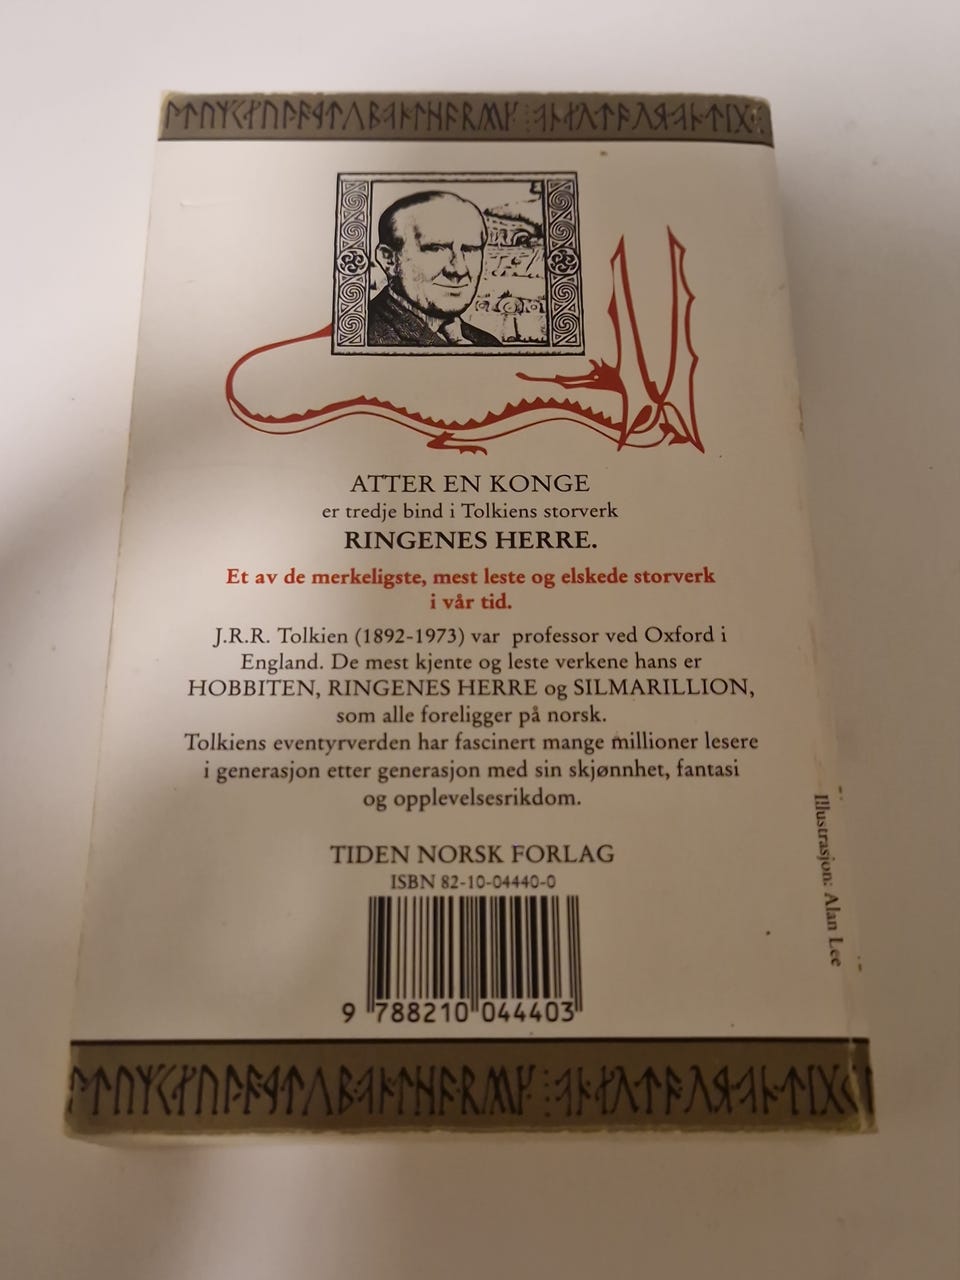 ATTER EN KONGE
er tredje bind i Tolkiens storverk
RINGENES HERRE.
Et av de merkeligste, mest leste og elskede storverk
i vår tid.
J.R.R. Tolkien (1892-1973) var professor ved Oxford i
England. De mest kjente og leste verkene hans er
HOBBITEN, RINGENES HERRE og SILMARILLION,
som alle foreligger på norsk.
Tolkiens eventyrverden har fascinert mange millioner lesere
i generasjon etter generasjon med sin skjønnhet, fantasi
og opplevelsesrikdom.
TIDEN NORSK FORLAG
ISBN 82-10-04440-0
9 788210 044403
Illustrasjon: Alan Lee